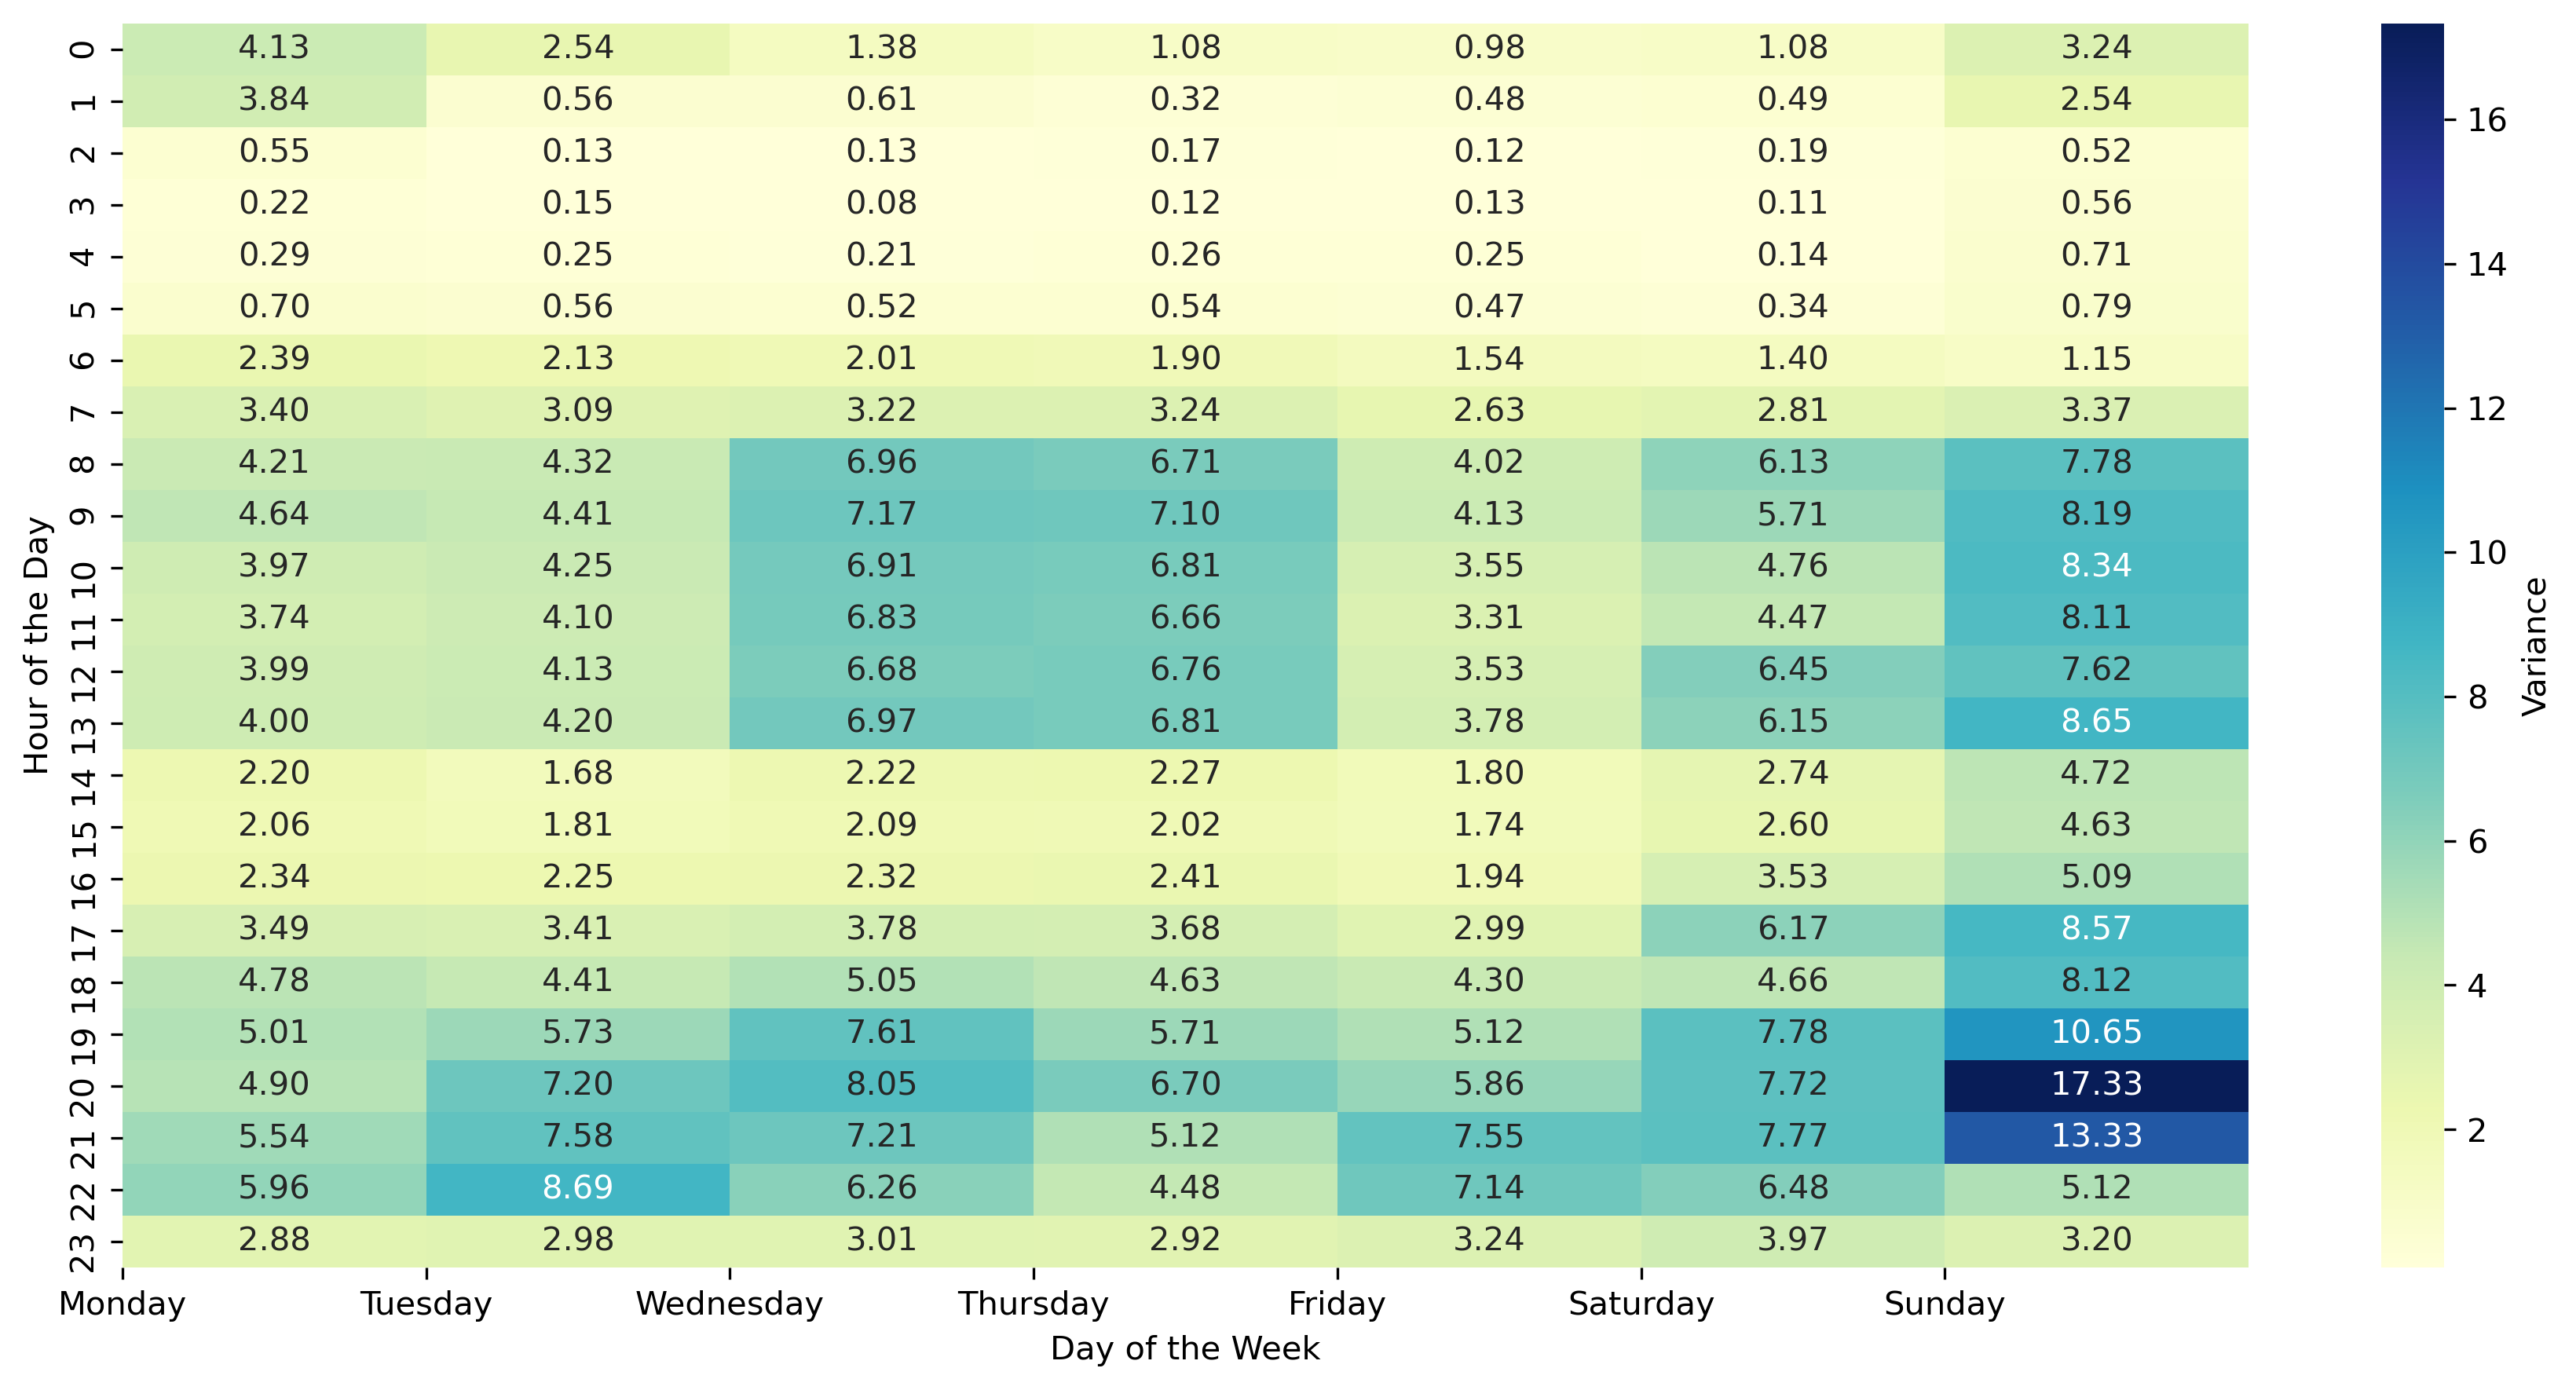 0 4.13 2.54 1.38 1.08 0.98 1.08 3.24
1 3.84 0.56 0.61 0.32 0.48 0.49 2.54
2 0.55 0.13 0.13 0.17 0.12 0.19 0.52
3 0.22 0.15 0.08 0.12 0.13 0.11 0.56
4 0.29 0.25 0.21 0.26 0.25 0.14 0.71
5 0.70 0.56 0.52 0.54 0.47 0.34 0.79
6 2.39 2.13 2.01 1.90 1.54 1.40 1.15
7 3.40 3.09 3.22 3.24 2.63 2.81 3.37
8 4.21 4.32 6.96 6.71 4.02 6.13 7.78
9 4.64 4.41 7.17 7.10 4.13 5.71 8.19
10 3.97 4.25 6.91 6.81 3.55 4.76 8.34
11 3.74 4.10 6.83 6.66 3.31 4.47 8.11
12 3.99 4.13 6.68 6.76 3.53 6.45 7.62
13 4.00 4.20 6.97 6.81 3.78 6.15 8.65
14 2.20 1.68 2.22 2.27 1.80 2.74 4.72
15 2.06 1.81 2.09 2.02 1.74 2.60 4.63
16 2.34 2.25 2.32 2.41 1.94 3.53 5.09
17 3.49 3.41 3.78 3.68 2.99 6.17 8.57
18 4.78 4.41 5.05 4.63 4.30 4.66 8.12
19 5.01 5.73 7.61 5.71 5.12 7.78 10.65
20 4.90 7.20 8.05 6.70 5.86 7.72 17.33
21 5.54 7.58 7.21 5.12 7.55 7.77 13.33
22 5.96 8.69 6.26 4.48 7.14 6.48 5.12
23 2.88 2.98 3.01 2.92 3.24 3.97 3.20
Monday Tuesday Wednesday Thursday Friday Saturday Sunday
Day of the Week
Hour of the Day
16
14
12
10
8
6
4
2
Variance